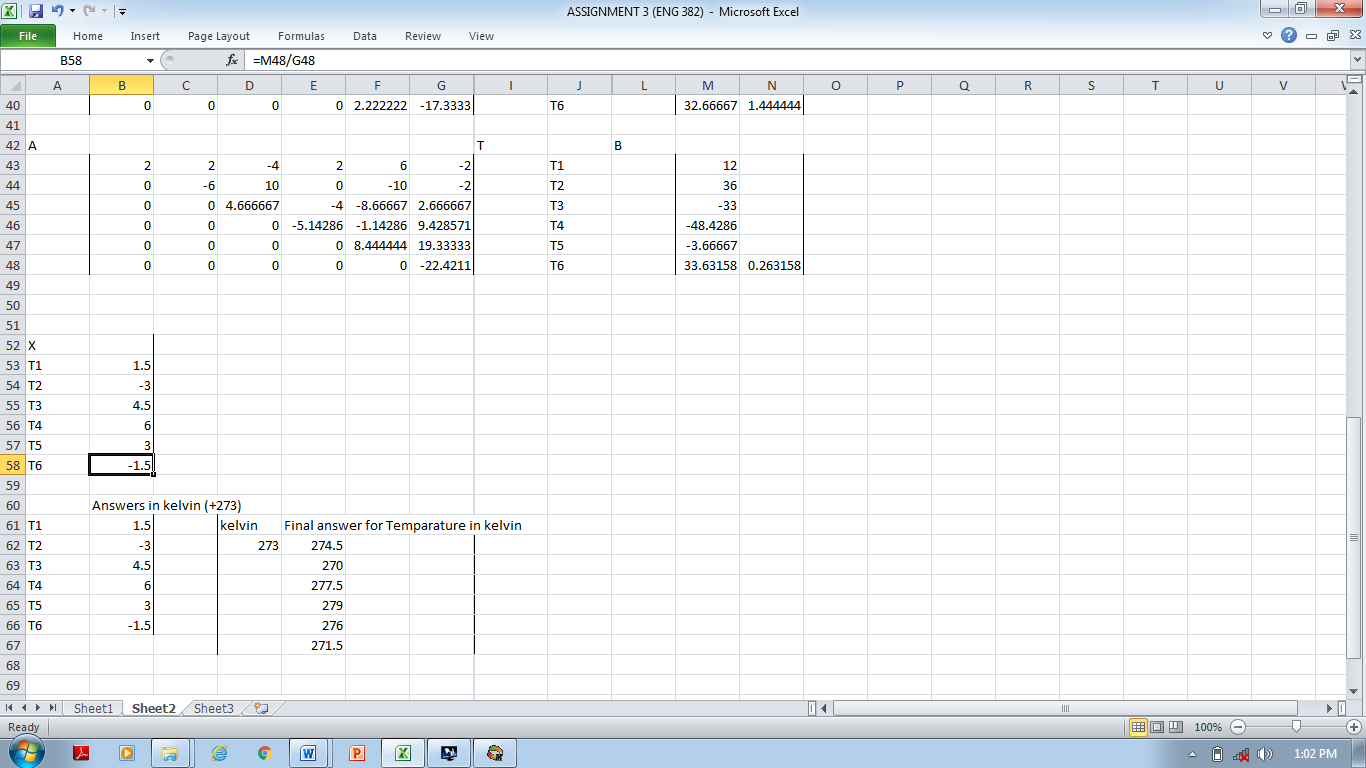 ASSIGNMENT 3 (ENG 382) - Microsoft Excel
File Home Insert Page Layout Formulas Data Review View
B58 fx =M48/G48
A B C D E F G I J L M N O P Q R S T U V W
40 0 0 0 0 2.222222 -17.3333 T6 32.66667 1.444444
41
42 A T B
43 2 2 -4 2 6 -2 T1 12
44 0 -6 10 0 -10 -2 T2 36
45 0 0 4.666667 -4 -8.66667 2.666667 T3 -33
46 0 0 0 -5.14286 -1.14286 9.428571 T4 -48.4286
47 0 0 0 0 8.444444 19.33333 T5 -3.66667
48 0 0 0 0 0 -22.4211 T6 33.63158 0.263158
49
50
51
52 X
53 T1 1.5
54 T2 -3
55 T3 4.5
56 T4 6
57 T5 3
58 T6 -1.5
59
60 Answers in kelvin (+273)
61 T1 1.5 kelvin Final answer for Temparature in kelvin
62 T2 -3 273 274.5
63 T3 4.5 270
64 T4 6 277.5
65 T5 3 279
66 T6 -1.5 276
67 271.5
68
69
Sheet1 Sheet2 Sheet3
Ready 100%
1:02 PM